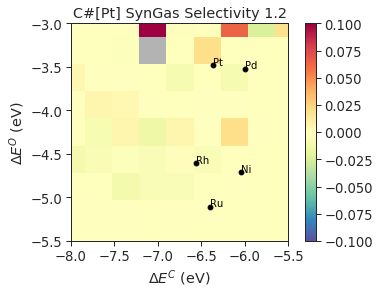 C#[Pt] SynGas Selectivity 1.2
−3.0
−3.5
−4.0
−4.5
−5.0
−5.5
ΔE^O (eV)
Pt
Pd
Rh
Ni
Ru
−8.0 −7.5 −7.0 −6.5 −6.0 −5.5
ΔE^C (eV)
0.100
0.075
0.050
0.025
0.000
−0.025
−0.050
−0.075
−0.100